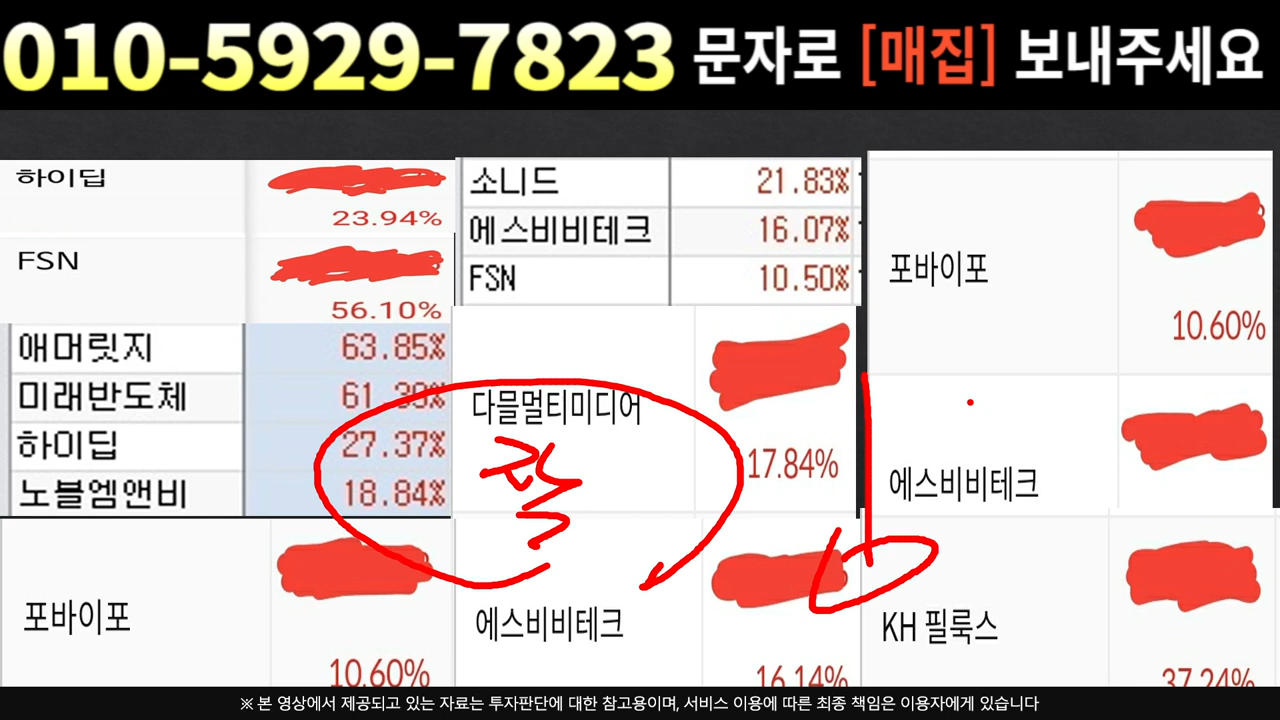 010-5929-7823 문자로 [매집] 보내주세요
하이딥
23.94%
FSN
56.10%
애머릿지 63.85%
미래반도체 61.39%
하이딥 27.37%
노블엠앤비 18.84%
포바이포
10.60%
소니드 21.83%
에스비비테크 16.07%
FSN 10.50%
다믈멀티미디어
17.84%
에스비비테크
16.14%
포바이포
10.60%
에스비비테크
KH 필룩스
37.24%
※ 본 영상에서 제공되고 있는 자료는 투자판단에 대한 참고용이며, 서비스 이용에 따른 최종 책임은 이용자에게 있습니다